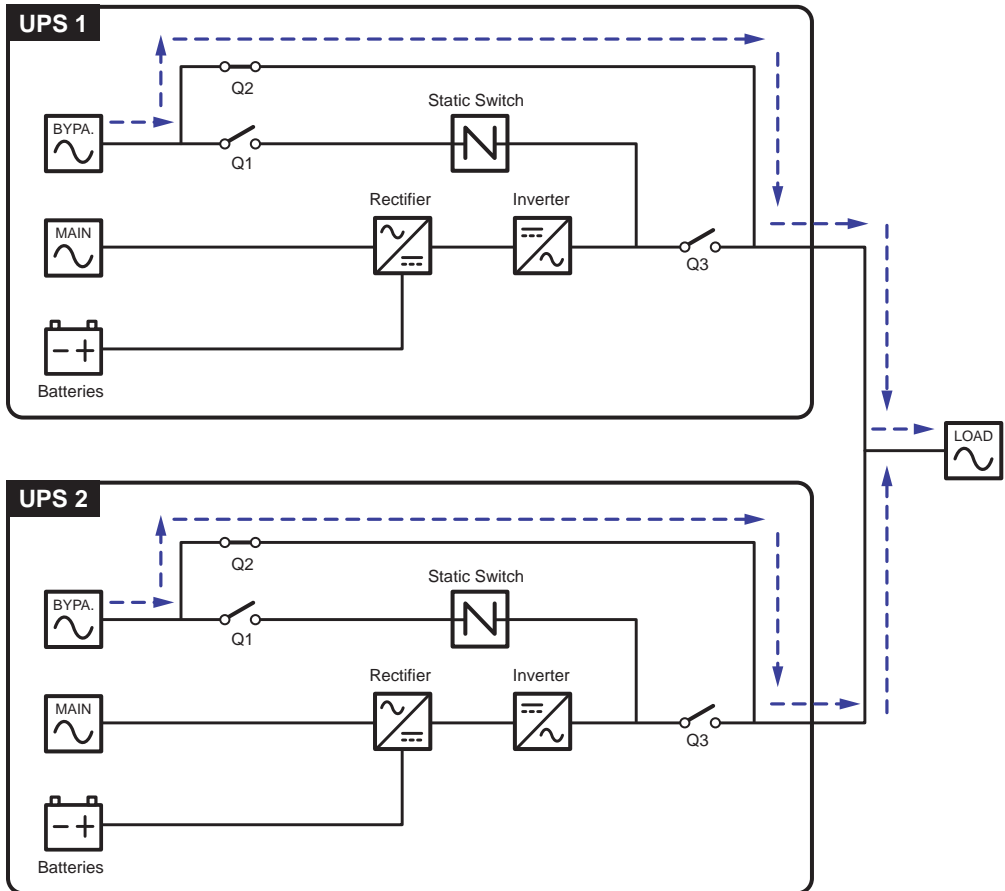 UPS 1
Q2
Static Switch
BYPA.
Q1
Rectifier
Inverter
MAIN
Q3
Batteries
LOAD
UPS 2
Q2
Static Switch
BYPA.
Q1
Rectifier
Inverter
MAIN
Q3
Batteries